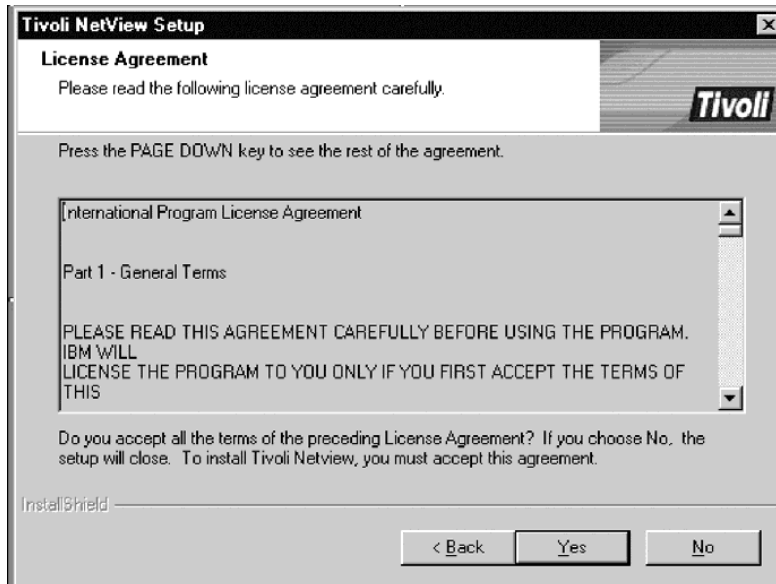 Tivoli NetView Setup
License Agreement
Please read the following license agreement carefully.
Tivoli
Press the PAGE DOWN key to see the rest of the agreement.
International Program License Agreement
Part 1 - General Terms
PLEASE READ THIS AGREEMENT CAREFULLY BEFORE USING THE PROGRAM.
IBM WILL
LICENSE THE PROGRAM TO YOU ONLY IF YOU FIRST ACCEPT THE TERMS OF
THIS
Do you accept all the terms of the preceding License Agreement? If you choose No, the
setup will close. To install Tivoli Netview, you must accept this agreement.
InstallShield
< Back Yes No